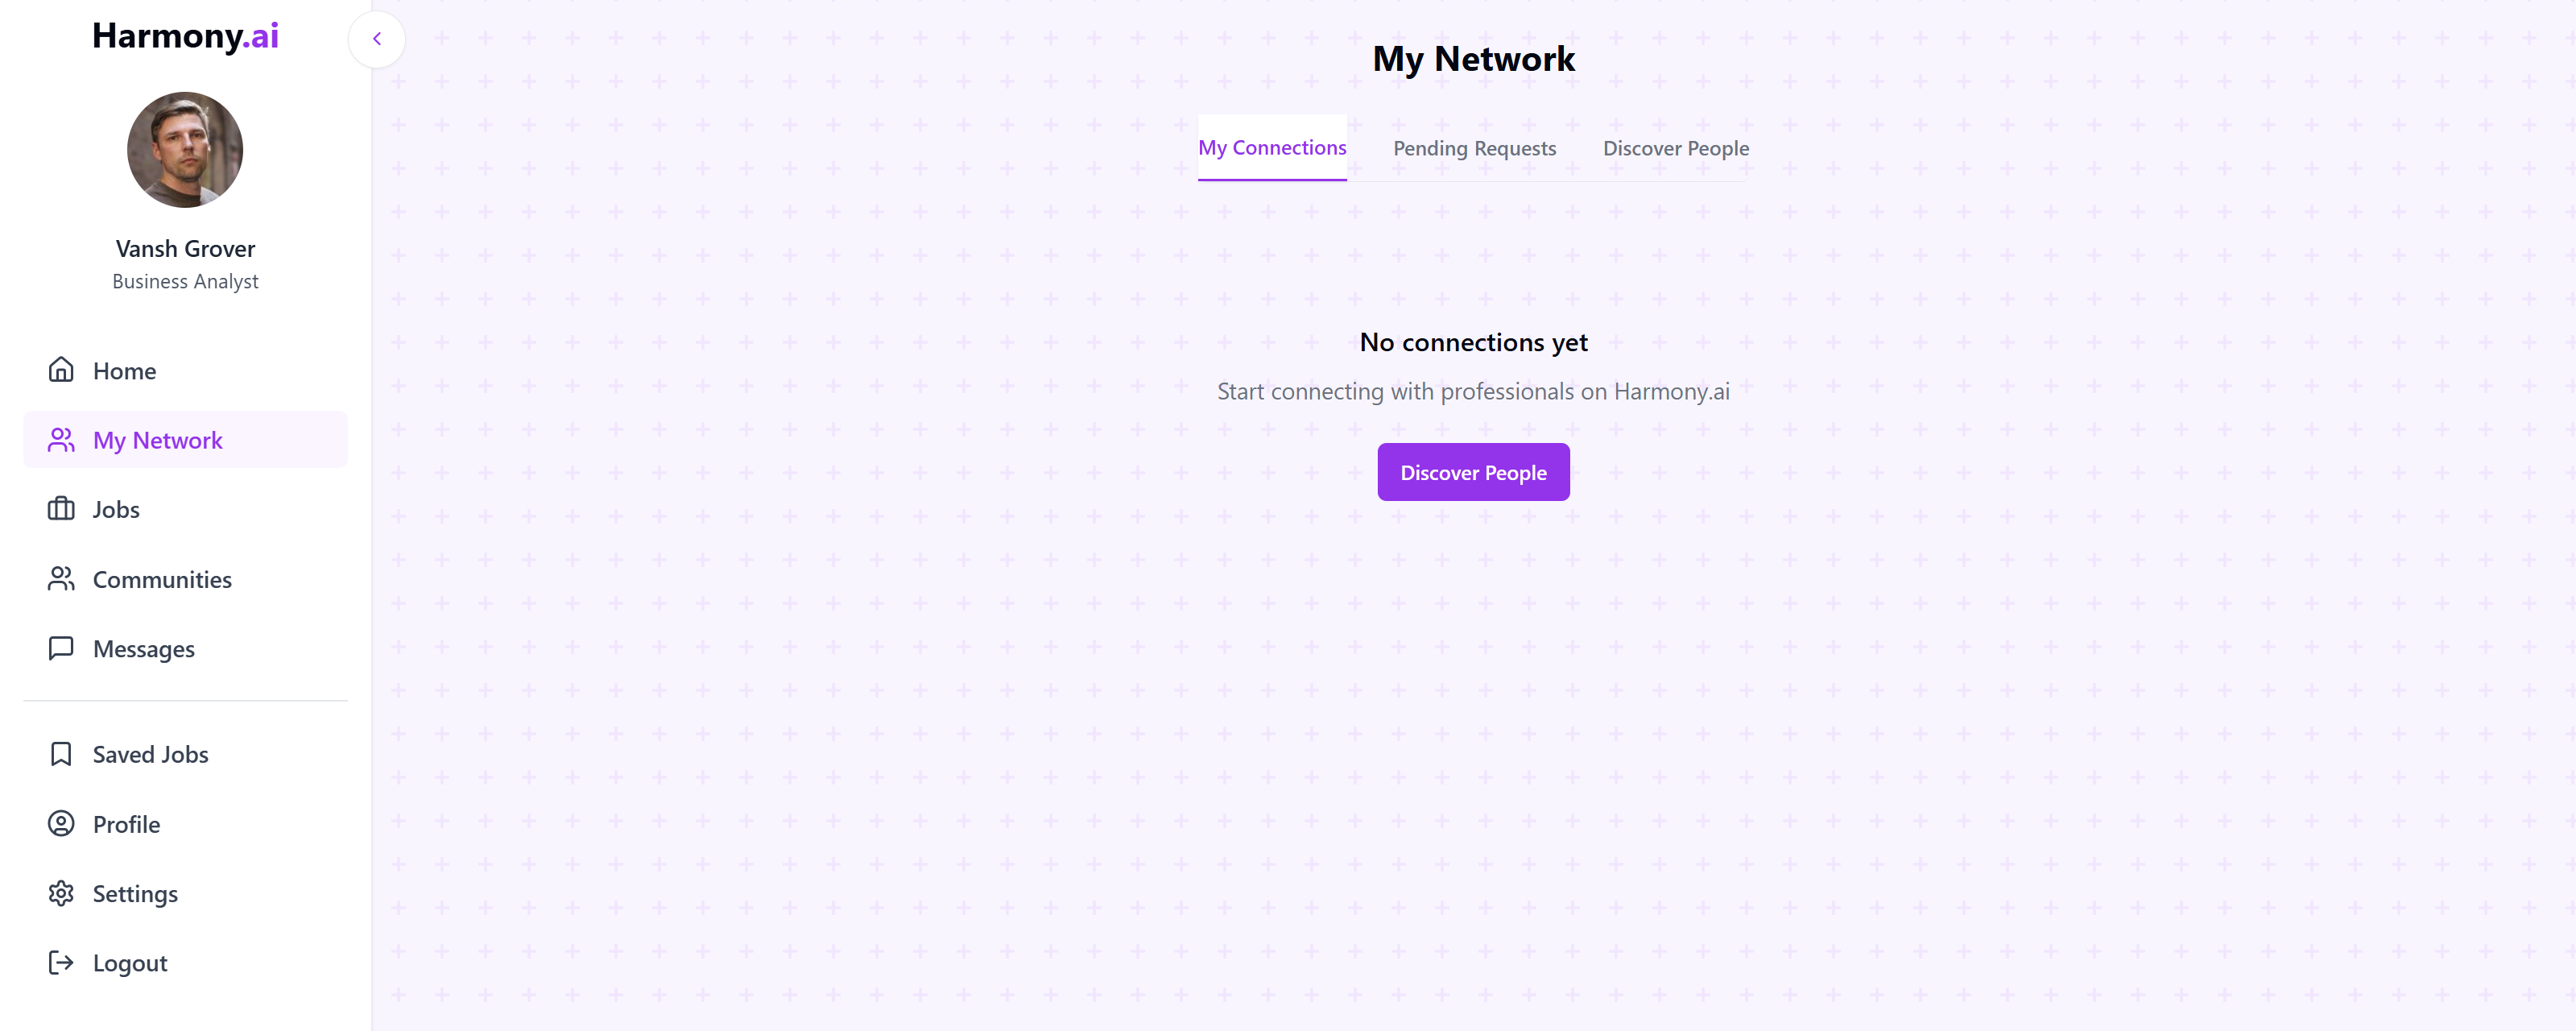 Harmony.ai
Vansh Grover
Business Analyst
Home
My Network
Jobs
Communities
Messages
Saved Jobs
Profile
Settings
Logout
My Network
My Connections Pending Requests Discover People
No connections yet
Start connecting with professionals on Harmony.ai
Discover People